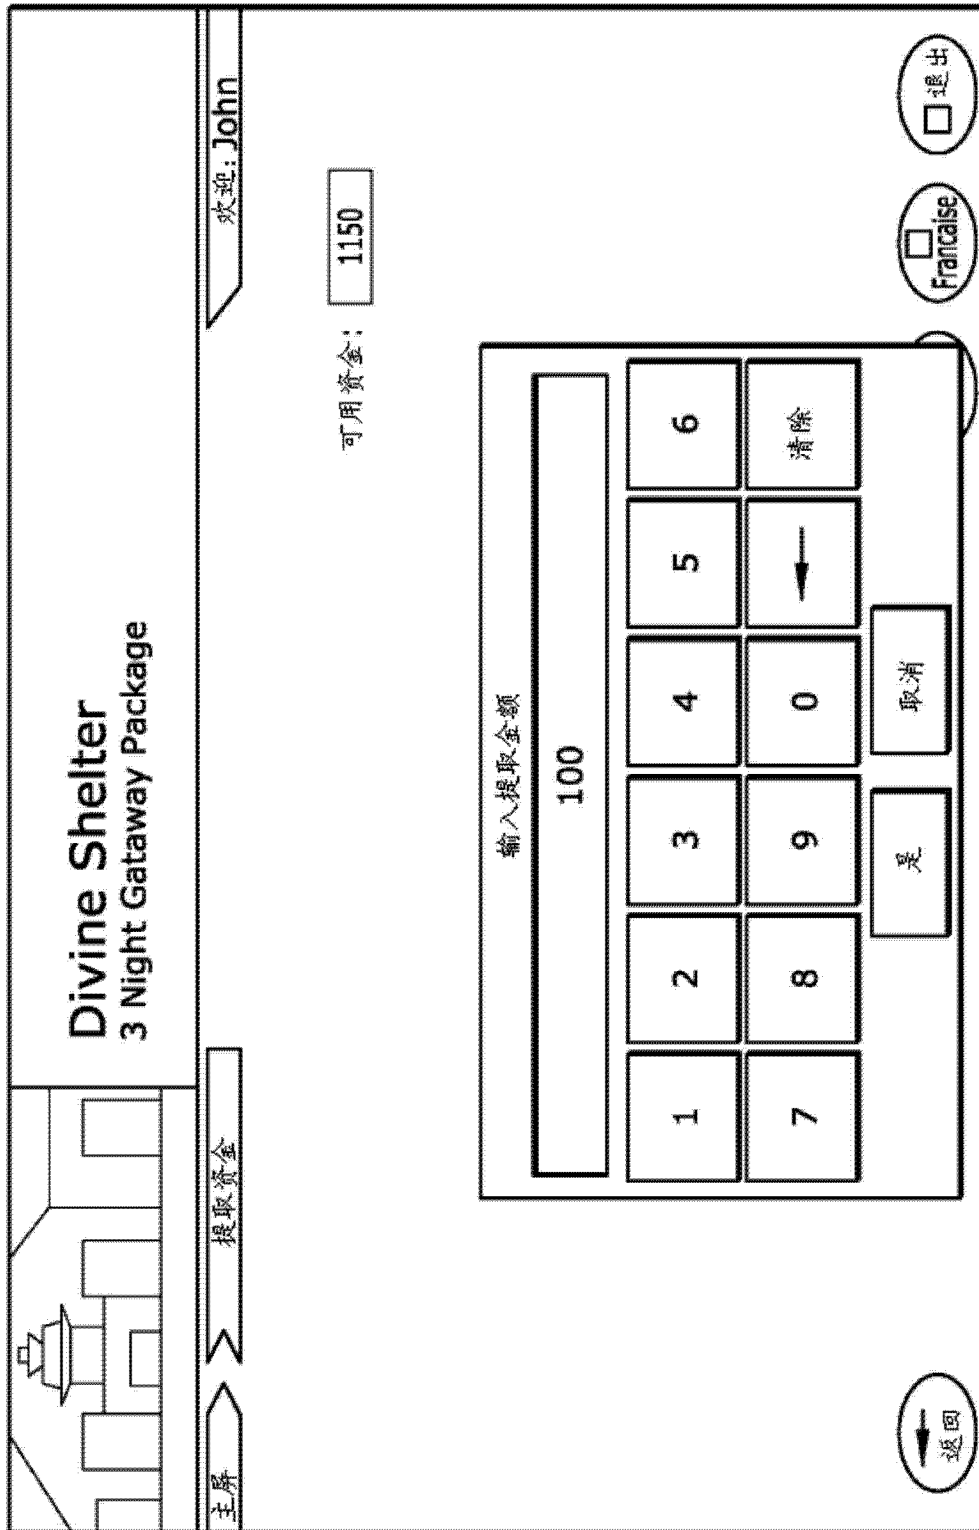 Divine Shelter
3 Night Gataway Package
主屏
提取资金
欢迎: John
可用资金: 1150
输入提取金额
100
1 2 3 4 5 6
7 8 9 0 清除
是 取消
返回
Francaise
退出